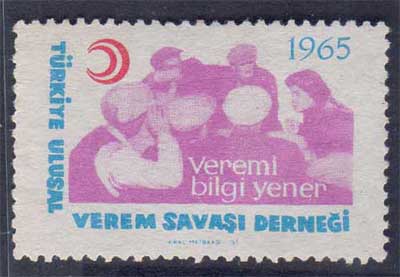 1965
TÜRKİYE ULUSAL
Veremi
bilgi yener
VEREM SAVAŞI DERNEĞİ